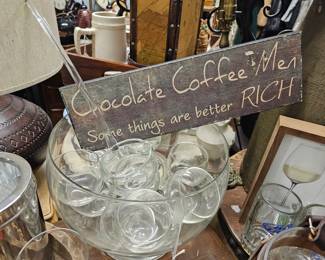 Chocolate Coffee Men
Some things are better RICH